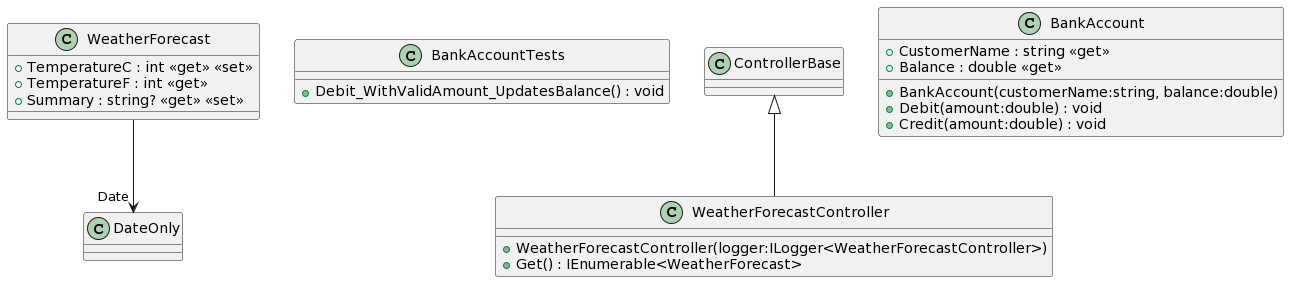 C WeatherForecast
TemperatureC : int «get» «set»
TemperatureF : int «get»
Summary : string? «get» «set»
C BankAccountTests
Debit_WithValidAmount_UpdatesBalance() : void
C ControllerBase
C BankAccount
CustomerName : string «get»
Balance : double «get»
BankAccount(customerName:string, balance:double)
Debit(amount:double) : void
Credit(amount:double) : void
Date
C DateOnly
C WeatherForecastController
WeatherForecastController(logger:ILogger<WeatherForecastController>)
Get() : IEnumerable<WeatherForecast>